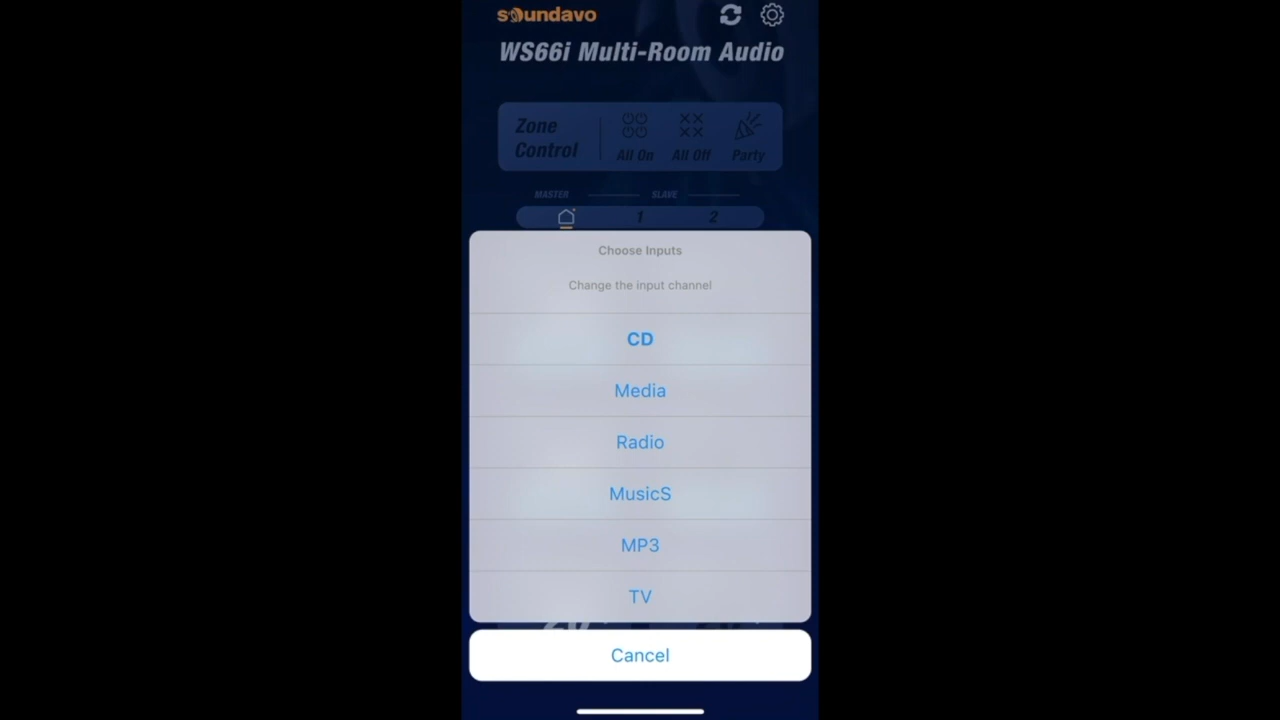 soundavo
WS66i Multi-Room Audio
Zone
Control
All On
All Off
Party
MASTER
SLAVE
1
2
Choose Inputs
Change the input channel
CD
Media
Radio
MusicS
MP3
TV
Cancel